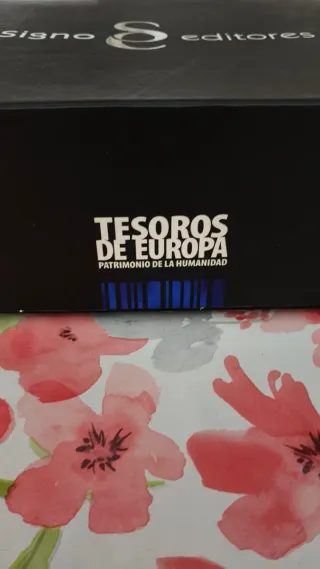 signo editores
TESOROS
DE EUROPA
PATRIMONIO DE LA HUMANIDAD